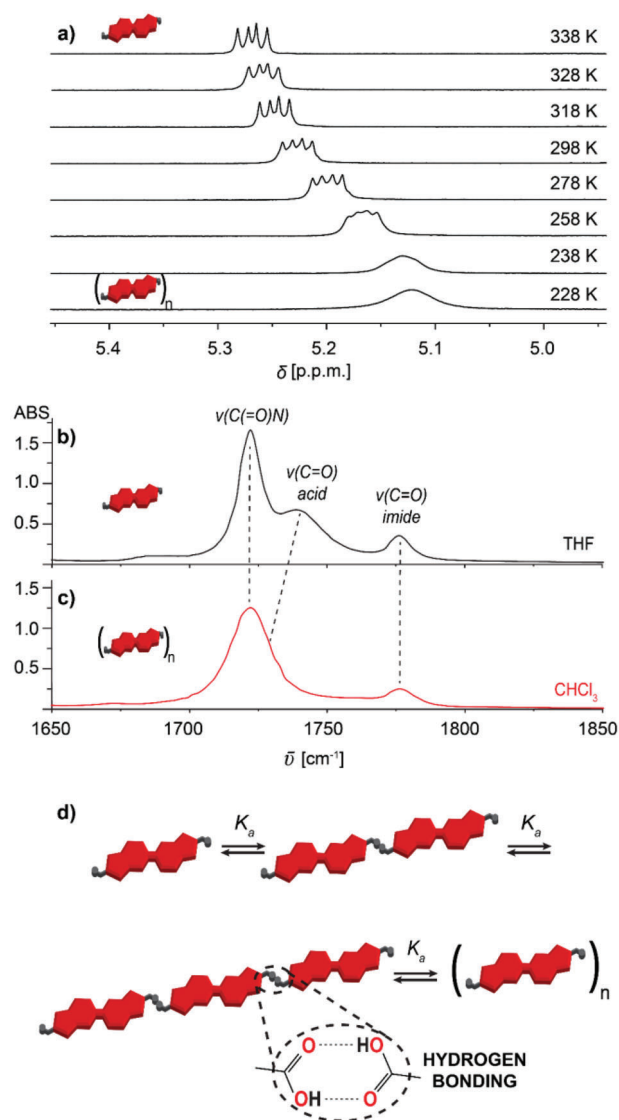 a)
338 K
328 K
318 K
298 K
278 K
258 K
238 K
( )n
228 K
5.4 5.3 5.2 5.1 5.0
δ [p.p.m.]
ABS
b)
ν(C(=O)N)
1.5
ν(C=O)
acid
1.0
ν(C=O)
imide
0.5
THF
c)
1.0
( )n
0.5
CHCl3
1650 1700 1750 1800 1850
ῡ [cm-1]
d)
Ka Ka
Ka
( )n
O HO
OH O
HYDROGEN
BONDING